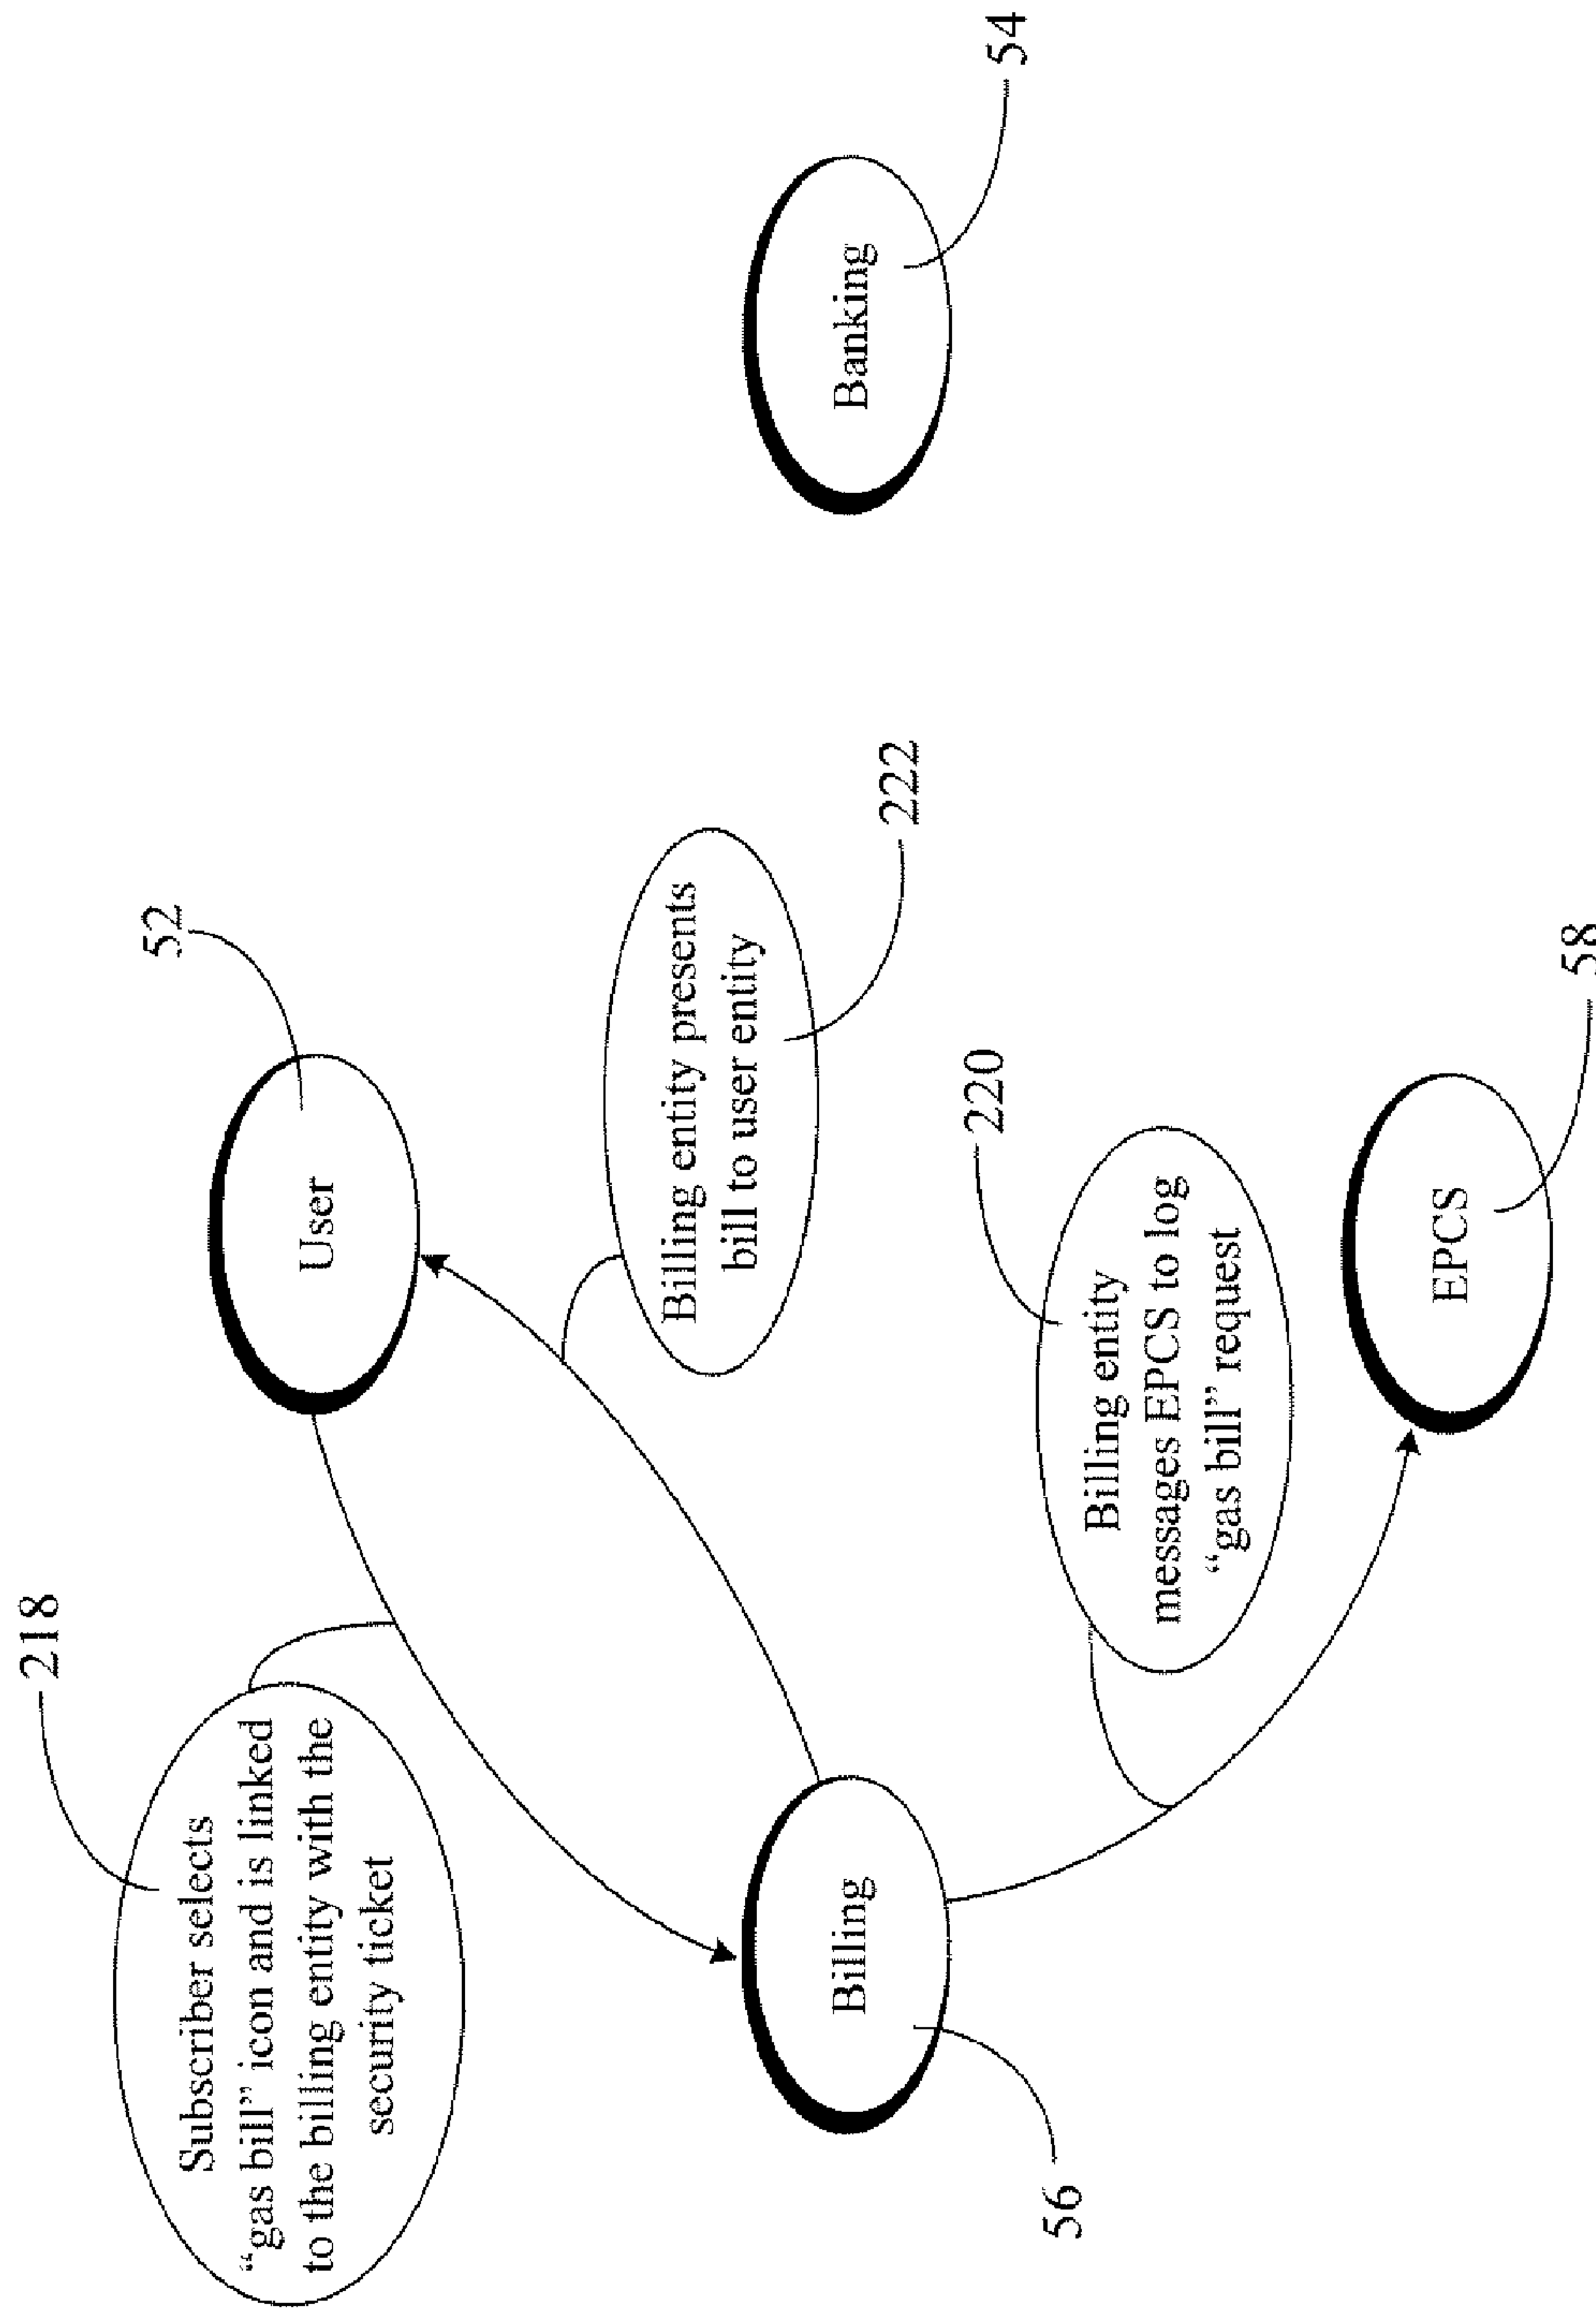 218
Subscriber selects
“gas bill” icon and is linked
to the billing entity with the
security ticket
52
User
Billing entity presents
bill to user entity
222
Banking
54
Billing
56
220
Billing entity
messages EPCS to log
“gas bill” request
EPCS
58